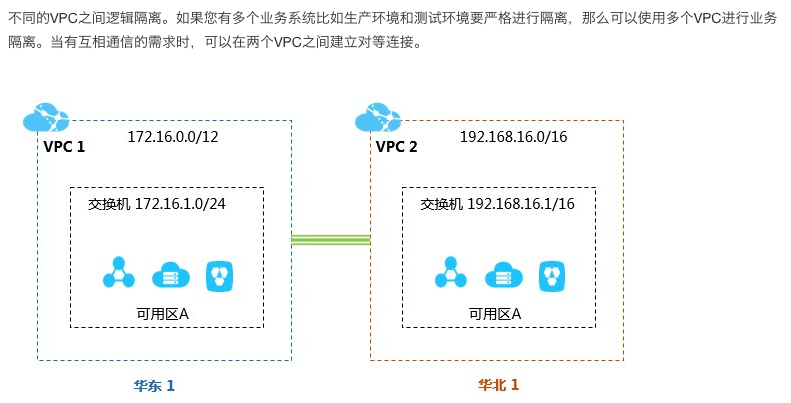 不同的VPC之间逻辑隔离。如果您有多个业务系统比如生产环境和测试环境要严格进行隔离，那么可以使用多个VPC进行业务
隔离。当有互相通信的需求时，可以在两个VPC之间建立对等连接。
172.16.0.0/12
VPC 1
交换机 172.16.1.0/24
可用区A
华东 1
192.168.16.0/16
VPC 2
交换机 192.168.16.1/16
可用区A
华北 1